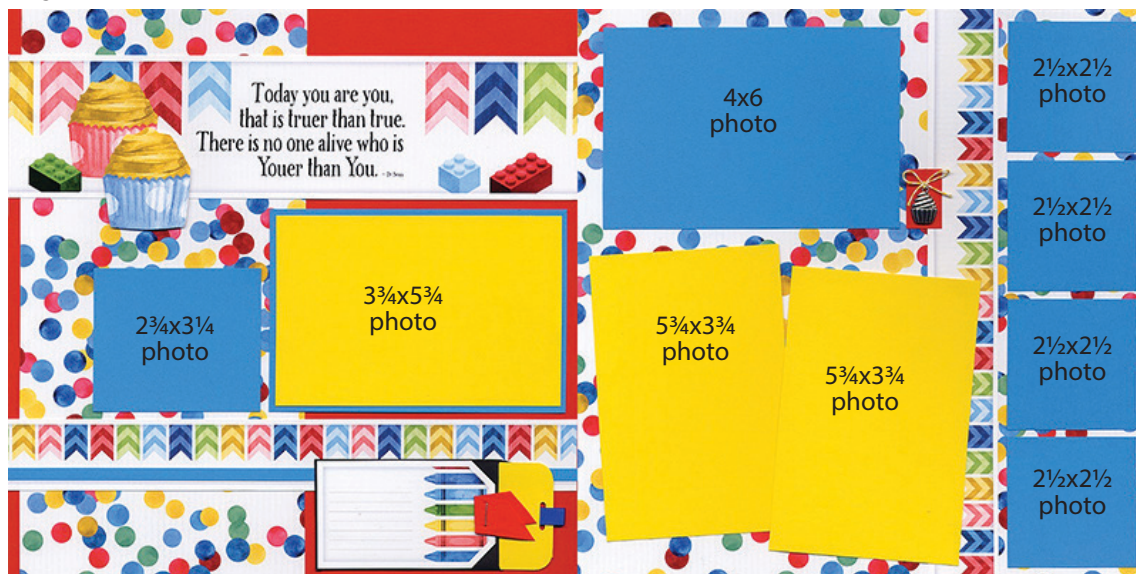 Today you are you,
that is truer than true.
There is no one alive who is
Youer than You. - Dr Seuss
2¾x3¼
photo
3¾x5¾
photo
4x6
photo
5¾x3¾
photo
5¾x3¾
photo
2½x2½
photo
2½x2½
photo
2½x2½
photo
2½x2½
photo